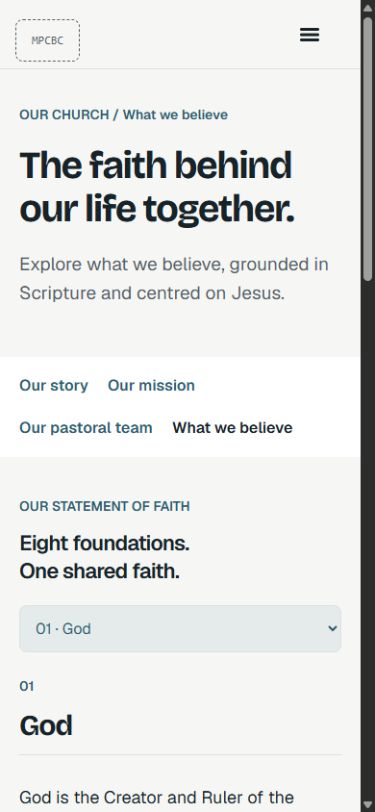 MPCBC
OUR CHURCH / What we believe
The faith behind
our life together.
Explore what we believe, grounded in
Scripture and centred on Jesus.
Our story Our mission
Our pastoral team What we believe
OUR STATEMENT OF FAITH
Eight foundations.
One shared faith.
01 · God
01
God
God is the Creator and Ruler of the